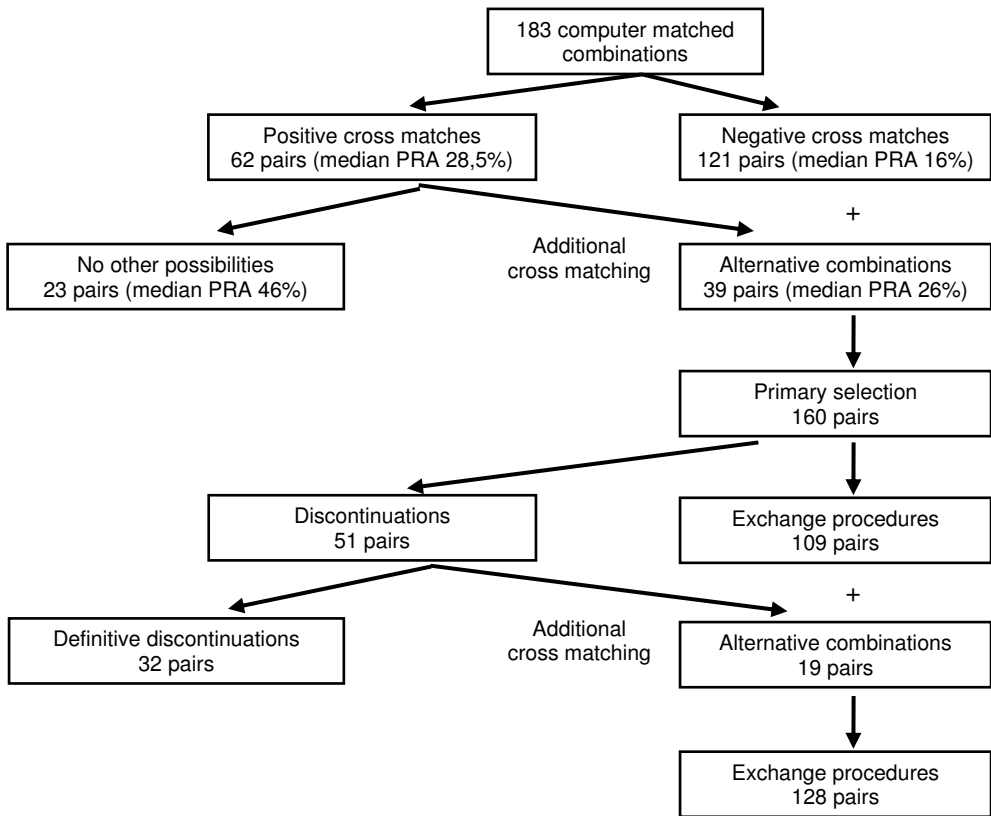 183 computer matched
combinations
Positive cross matches
62 pairs (median PRA 28,5%)
Negative cross matches
121 pairs (median PRA 16%)
+
No other possibilities
23 pairs (median PRA 46%)
Additional
cross matching
Alternative combinations
39 pairs (median PRA 26%)
Primary selection
160 pairs
Discontinuations
51 pairs
Exchange procedures
109 pairs
+
Definitive discontinuations
32 pairs
Additional
cross matching
Alternative combinations
19 pairs
Exchange procedures
128 pairs